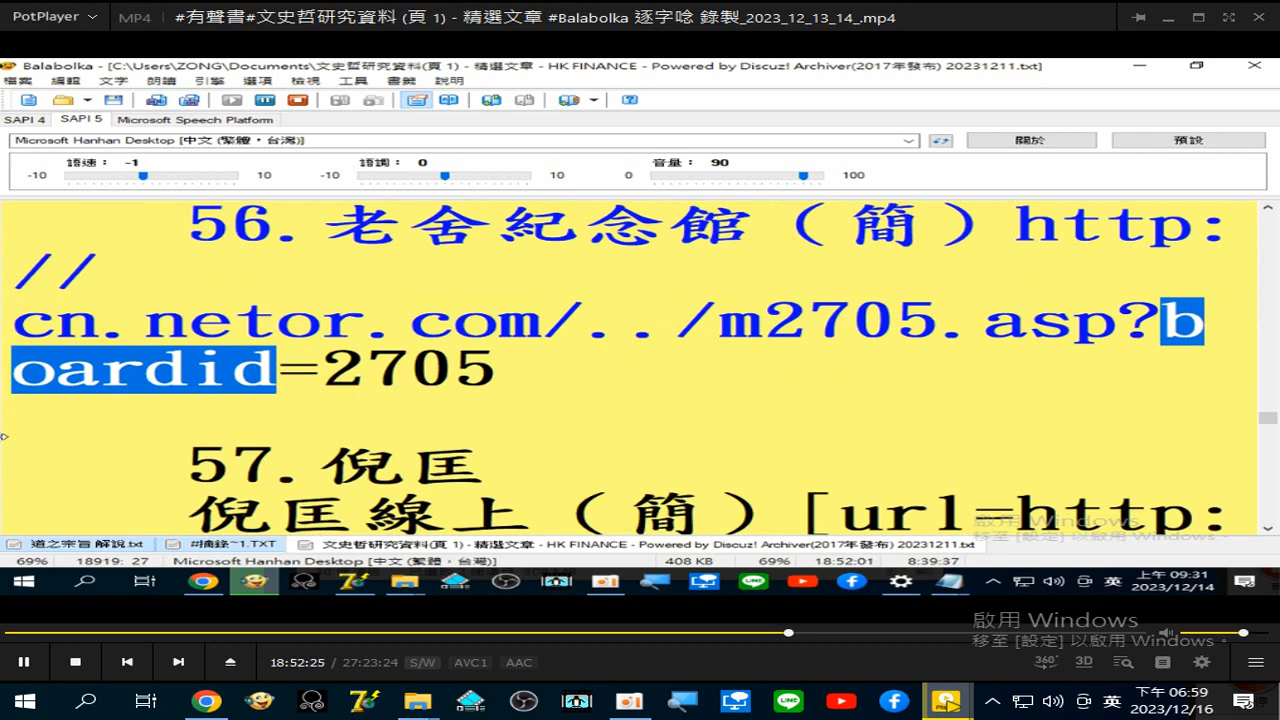 PotPlayer MP4 #有聲書#文史哲研究資料 (頁 1) - 精選文章 #Balabolka 逐字唸 錄製_2023_12_13_14_.mp4
Balabolka - [C:\Users\ZONG\Documents\文史哲研究資料(頁 1) - 精選文章 - HK FINANCE - Powered by Discuz! Archiver(2017年發布) 20231211.txt]
檔案 編輯 文字 朗讀 引擎 選項 檢視 工具 書籤 說明
SAPI 4 SAPI 5 Microsoft Speech Platform
Microsoft Hanhan Desktop [中文 (繁體，台灣)] 關於 預設
語速： -1 語調： 0 音量： 90
-10 10 -10 10 0 100
56.老舍紀念館（簡）http:
//
cn.netor.com/../m2705.asp?b
oardid=2705
57.倪匡
倪匡線上（簡）[url=http:
啟用 Windows
移至 [設定] 以啟用 Windows。
道之宗旨 解說.txt #摘錄~1.TXT 文史哲研究資料(頁 1) - 精選文章 - HK FINANCE - Powered by Discuz! Archiver(2017年發布) 20231211.txt
69% 18919: 27 Microsoft Hanhan Desktop [中文 (繁體，台灣)] 408 KB 69% 18:52:01 8:39:37
英 上午 09:31
2023/12/14
啟用 Windows
移至 [設定] 以啟用 Windows。
18:52:25 / 27:23:24 S/W AVC1 AAC 360° 3D
英 下午 06:59
2023/12/16